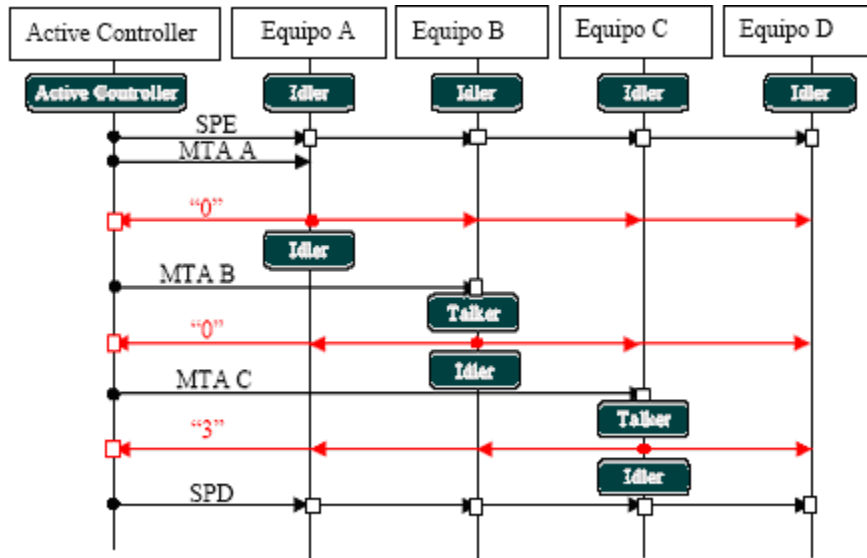 Active Controller Equipo A Equipo B Equipo C Equipo D
Active Controller Idler Idler Idler Idler
SPE
MTA A
“0”
Idler
MTA B
Talker
“0”
Idler
MTA C
Talker
“3”
Idler
SPD